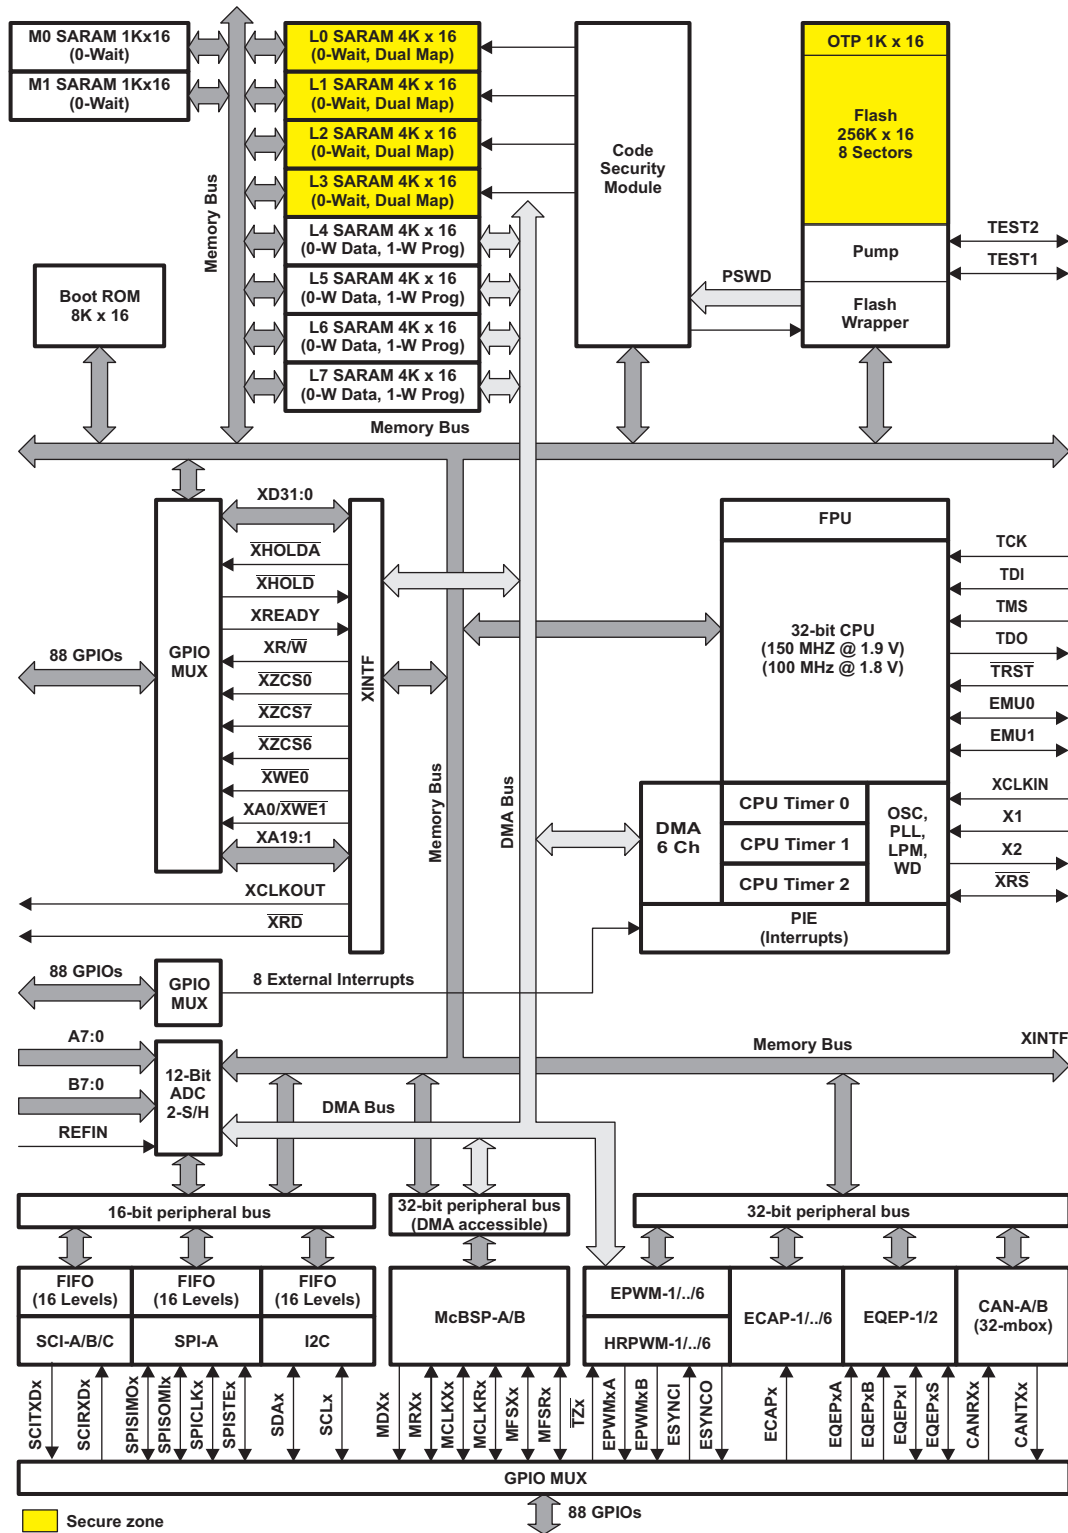 M0 SARAM 1Kx16
(0-Wait)
M1 SARAM 1Kx16
(0-Wait)
L0 SARAM 4K x 16
(0-Wait, Dual Map)
L1 SARAM 4K x 16
(0-Wait, Dual Map)
L2 SARAM 4K x 16
(0-Wait, Dual Map)
L3 SARAM 4K x 16
(0-Wait, Dual Map)
L4 SARAM 4K x 16
(0-W Data, 1-W Prog)
L5 SARAM 4K x 16
(0-W Data, 1-W Prog)
L6 SARAM 4K x 16
(0-W Data, 1-W Prog)
L7 SARAM 4K x 16
(0-W Data, 1-W Prog)
Memory Bus
Boot ROM
8K x 16
Code
Security
Module
PSWD
OTP 1K x 16
Flash
256K x 16
8 Sectors
Pump
Flash
Wrapper
TEST2
TEST1
Memory Bus
XD31:0
XHOLDA
XHOLD
XREADY
XR/W
XZCS0
XZCS7
XZCS6
XWE0
XA0/XWE1
XA19:1
XCLKOUT
XRD
88 GPIOs
GPIO
MUX
XINTF
Memory Bus
DMA Bus
FPU
32-bit CPU
(150 MHZ @ 1.9 V)
(100 MHz @ 1.8 V)
TCK
TDI
TMS
TDO
TRST
EMU0
EMU1
XCLKIN
X1
X2
XRS
DMA
6 Ch
CPU Timer 0
CPU Timer 1
CPU Timer 2
OSC,
PLL,
LPM,
WD
PIE
(Interrupts)
88 GPIOs
GPIO
MUX
8 External Interrupts
A7:0
B7:0
REFIN
12-Bit
ADC
2-S/H
Memory Bus
XINTF
DMA Bus
16-bit peripheral bus
32-bit peripheral bus
(DMA accessible)
32-bit peripheral bus
FIFO
(16 Levels)
SCI-A/B/C
FIFO
(16 Levels)
SPI-A
FIFO
(16 Levels)
I2C
McBSP-A/B
EPWM-1/../6
HRPWM-1/../6
ECAP-1/../6
EQEP-1/2
CAN-A/B
(32-mbox)
SCITXDx
SCIRXDx
SPISIMOx
SPISOMIx
SPICLKx
SPISTEx
SDAx
SCLx
MDXx
MRXx
MCLKXx
MCLKRx
MFSXx
MFSRx
TZx
EPWMxA
EPWMxB
ESYNCI
ESYNCO
ECAPx
EQEPxA
EQEPxB
EQEPxI
EQEPxS
CANRXx
CANTXx
GPIO MUX
88 GPIOs
Secure zone